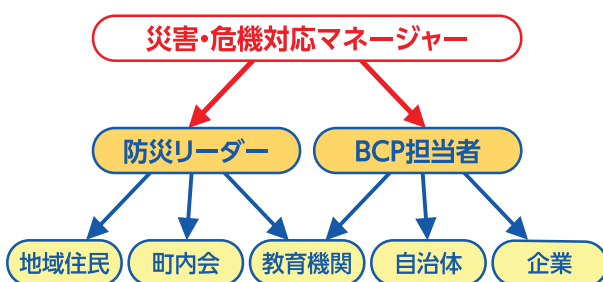 災害・危機対応マネージャー
防災リーダー
BCP担当者
地域住民
町内会
教育機関
自治体
企業